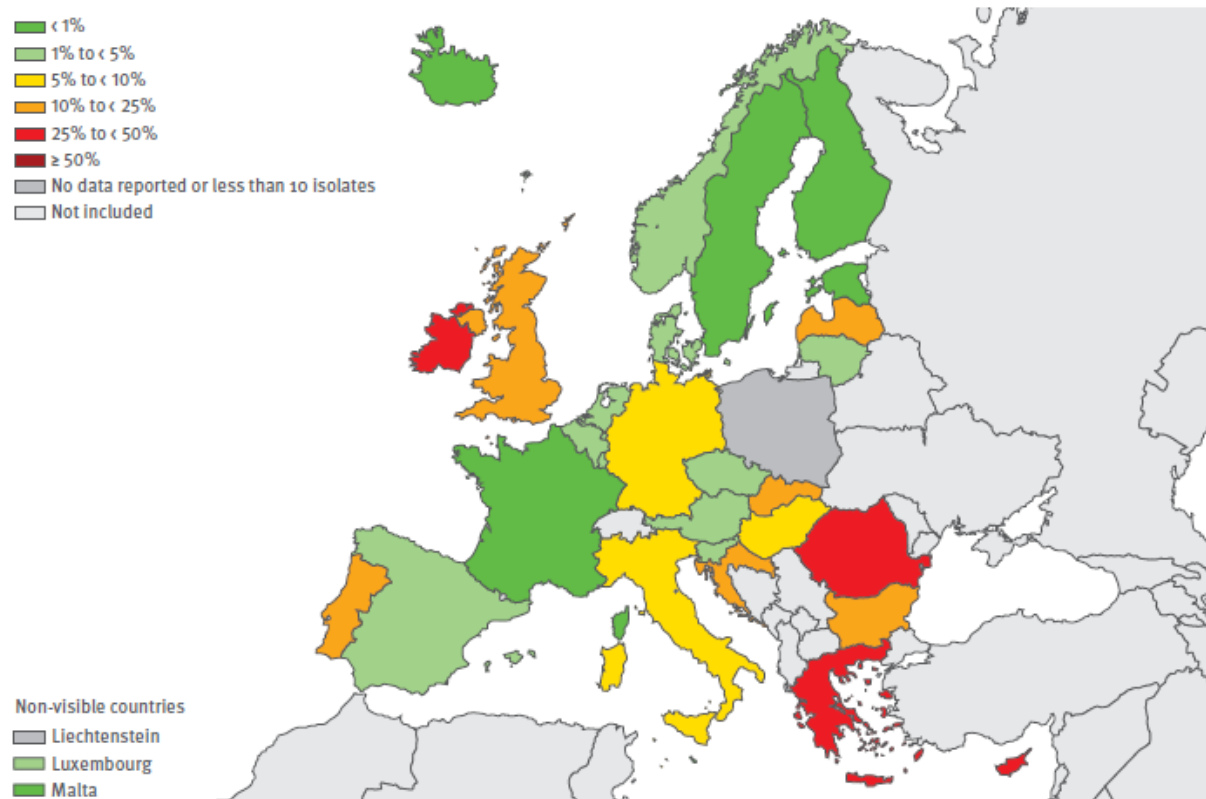 < 1%
1% to < 5%
5% to < 10%
10% to < 25%
25% to < 50%
≥ 50%
No data reported or less than 10 isolates
Not included
Non-visible countries
Liechtenstein
Luxembourg
Malta